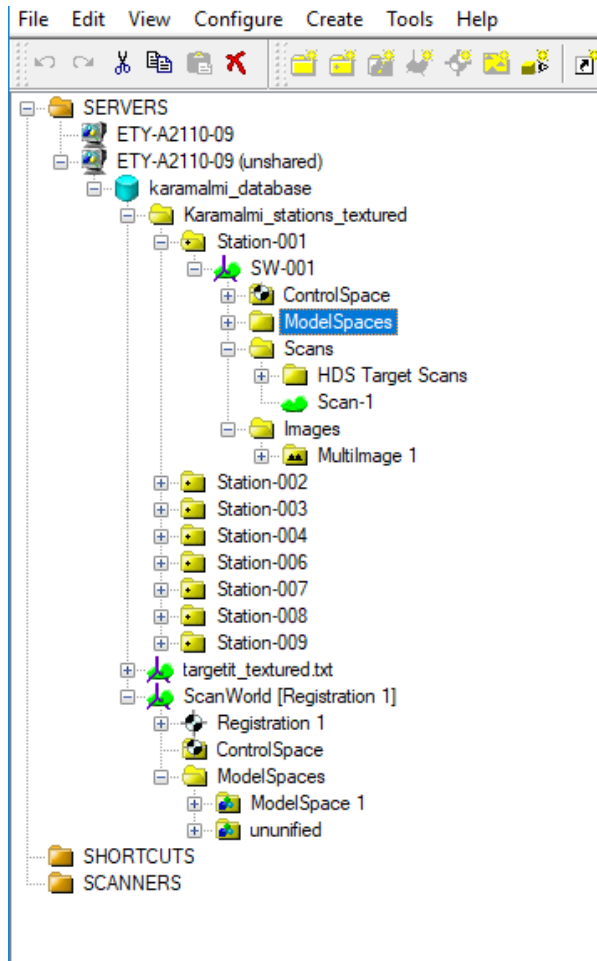 File Edit View Configure Create Tools Help
SERVERS
ETY-A2110-09
ETY-A2110-09 (unshared)
karamalmi_database
Karamalmi_stations_textured
Station-001
SW-001
ControlSpace
ModelSpaces
Scans
HDS Target Scans
Scan-1
Images
MultiImage 1
Station-002
Station-003
Station-004
Station-006
Station-007
Station-008
Station-009
targetit_textured.txt
ScanWorld [Registration 1]
Registration 1
ControlSpace
ModelSpaces
ModelSpace 1
ununified
SHORTCUTS
SCANNERS